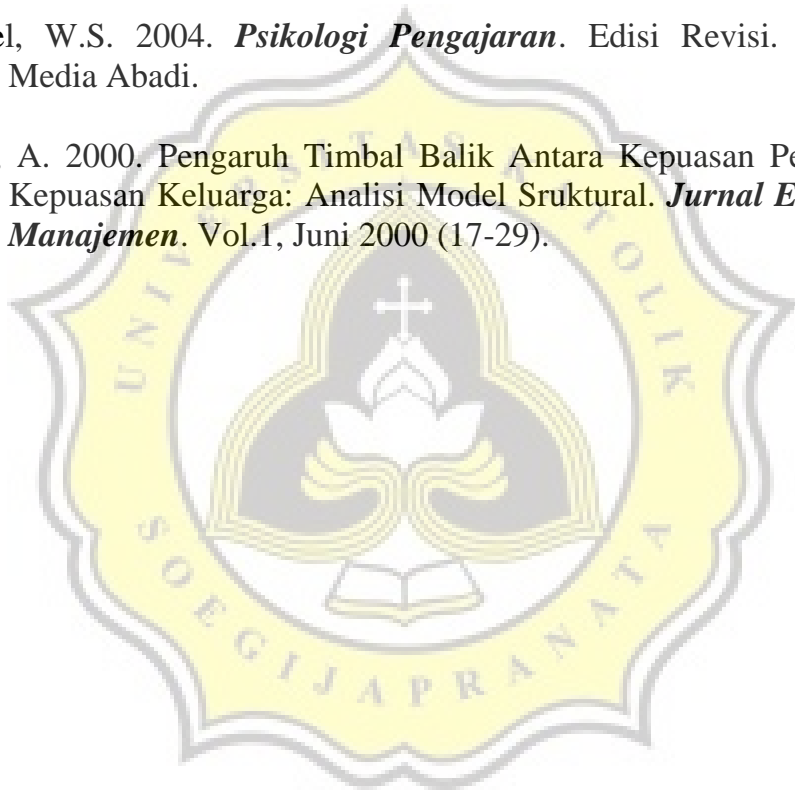 el, W.S. 2004. Psikologi Pengajaran. Edisi Revisi.
Media Abadi.
A. 2000. Pengaruh Timbal Balik Antara Kepuasan Pe
Kepuasan Keluarga: Analisi Model Sruktural. Jurnal E
Manajemen. Vol.1, Juni 2000 (17-29).
UNIVERSITAS KATOLIK
SOEGIJAPRANATA